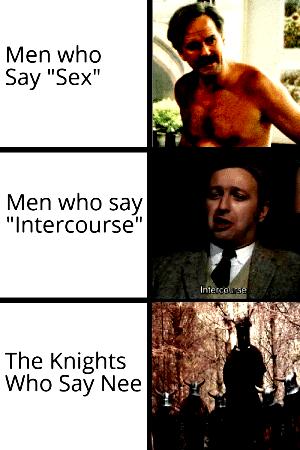 Men who
Say "Sex"
Men who say
"Intercourse"
Intercourse
The Knights
Who Say Nee